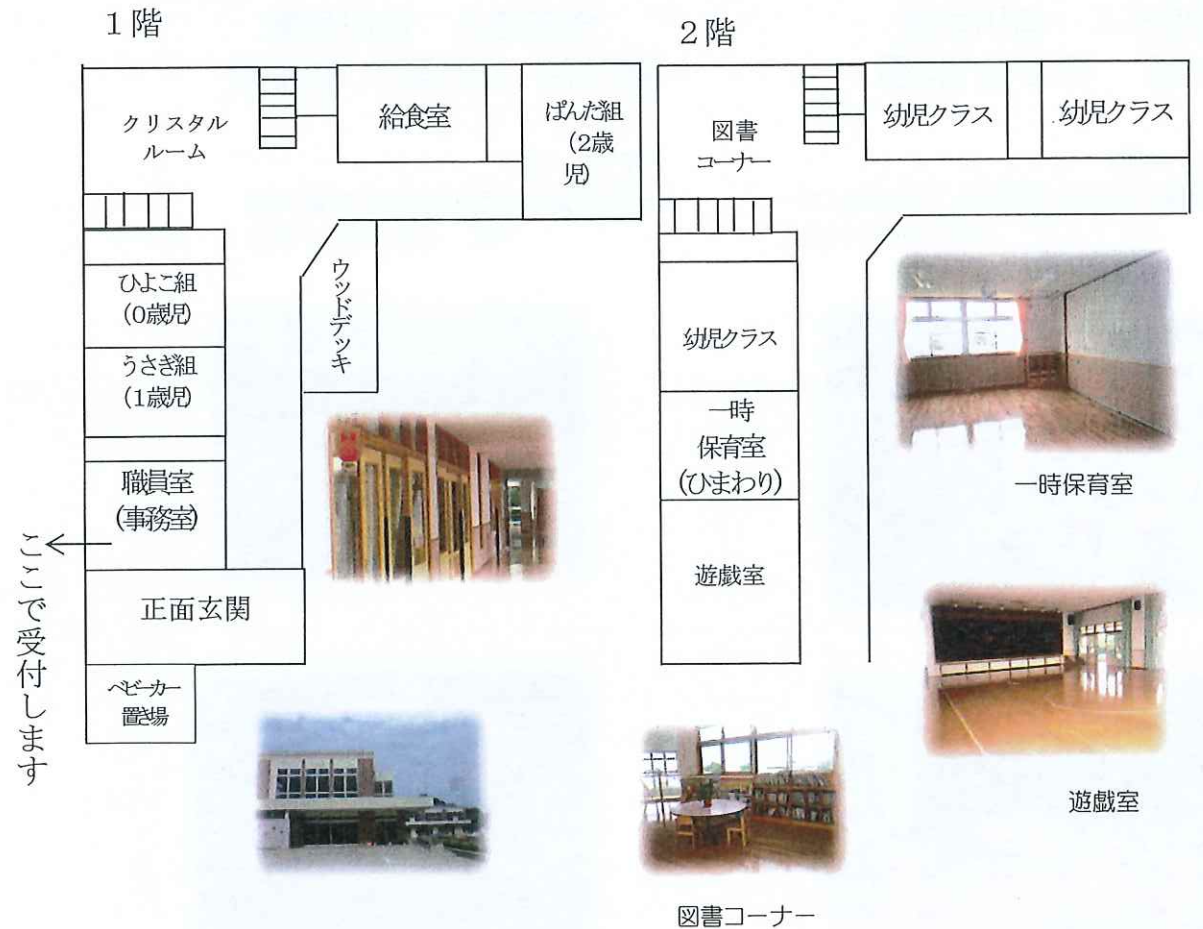 1階
クリスタル
ルーム
給食室
ぱんだ組
(2歳
児)
ひよこ組
(0歳児)
うさぎ組
(1歳児)
ウッドデッキ
職員室
(事務室)
ここで受付します
正面玄関
ベビーカー
置き場
2階
図書
コーナー
幼児クラス
幼児クラス
幼児クラス
一時
保育室
(ひまわり)
遊戯室
一時保育室
遊戯室
図書コーナー